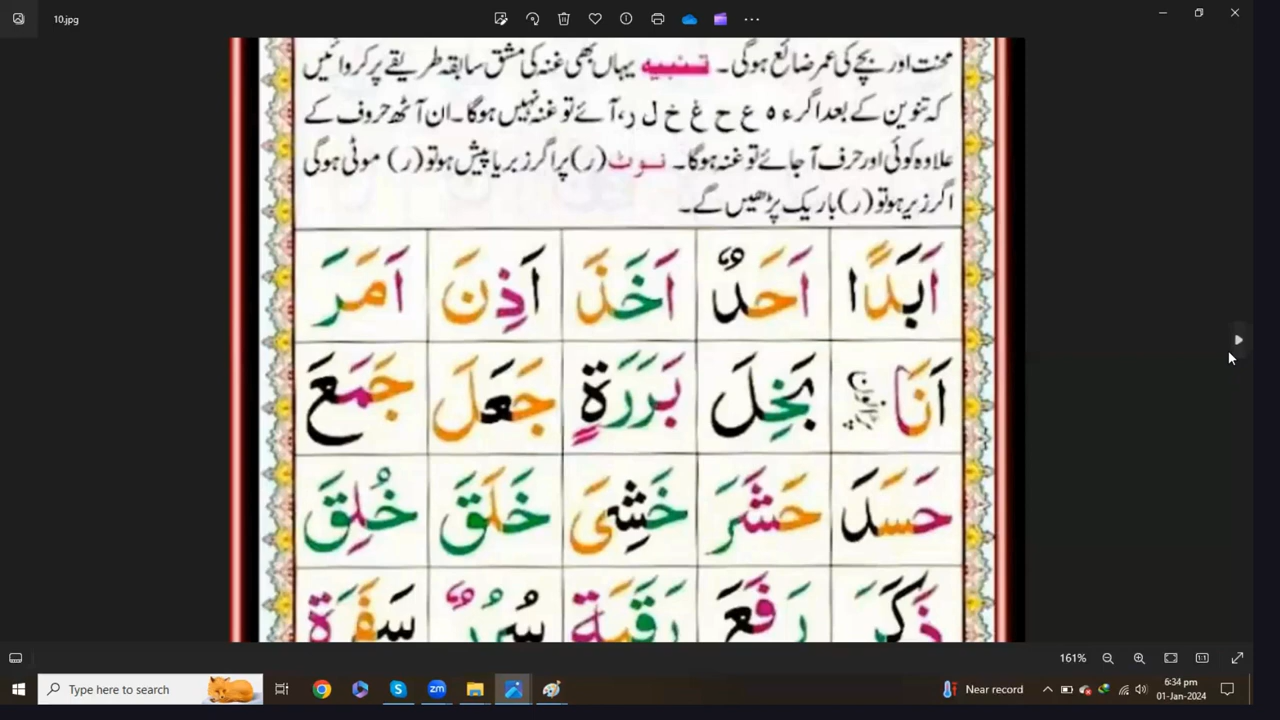 10.jpg
محنت اور بچے کی عمر ضائع ہوگی۔ تنبیہ یہاں بھی غنہ کی مشق سابقہ طریقے پر کروائیں
کہ تنوین کے بعد اگر ء ہ ع ح غ خ ل ر، آئے تو غنہ نہیں ہوگا۔ ان آٹھ حروف کے
علاوہ کوئی اور حرف آ جائے تو غنہ ہوگا۔ نوٹ (ر) پر اگر زبر یا پیش ہو تو (ر) موٹی ہوگی
اگر زیر ہو تو (ر) باریک پڑھیں گے۔
اَبَدًا اَحَدٌ اَخَذَ اَذِنَ اَمَرَ
اَنَا بَخِلَ بَرَرَةٍ جَعَلَ جَمَعَ
حَسَدَ حَشَرَ خَشِیَ خَلَقَ خُلِقَ
ذَكَرَ رَفَعَ رَقَبَةٍ سُرُرٌ سَفَرَةٍ
161%
Type here to search
Near record
6:34 pm
01-Jan-2024